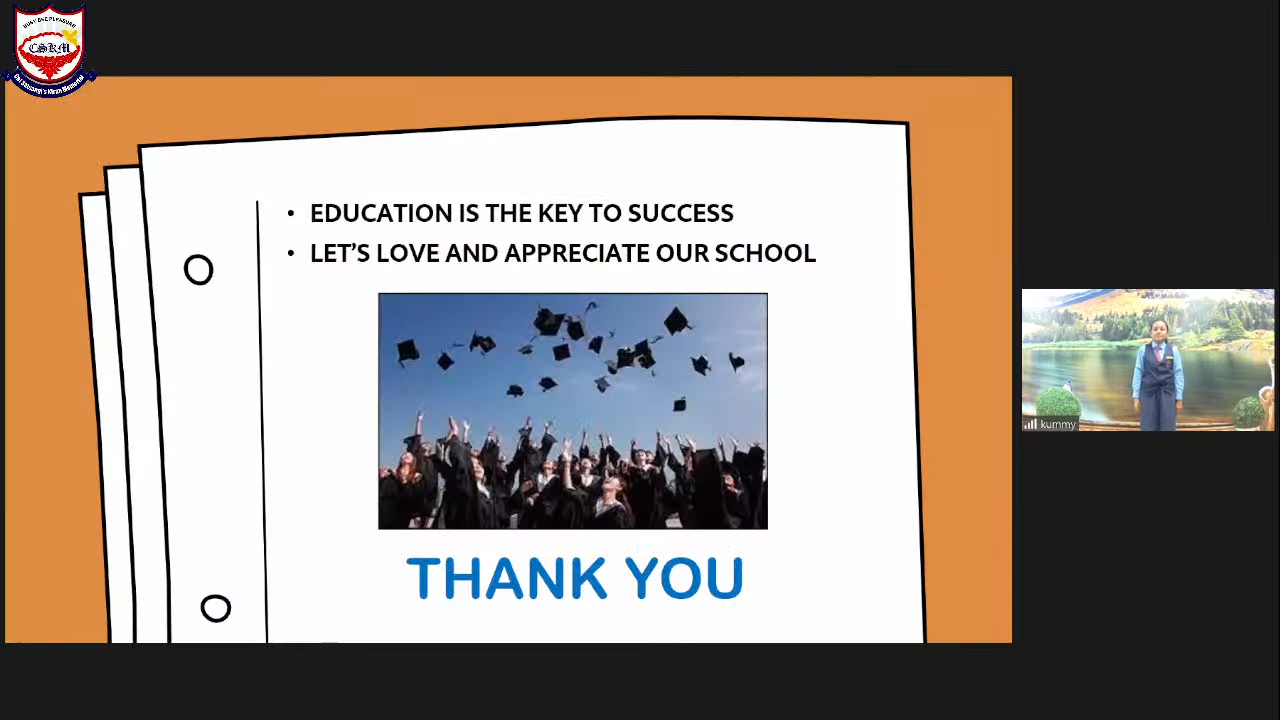 CSKM
EDUCATION IS THE KEY TO SUCCESS
LET'S LOVE AND APPRECIATE OUR SCHOOL
THANK YOU
kummy